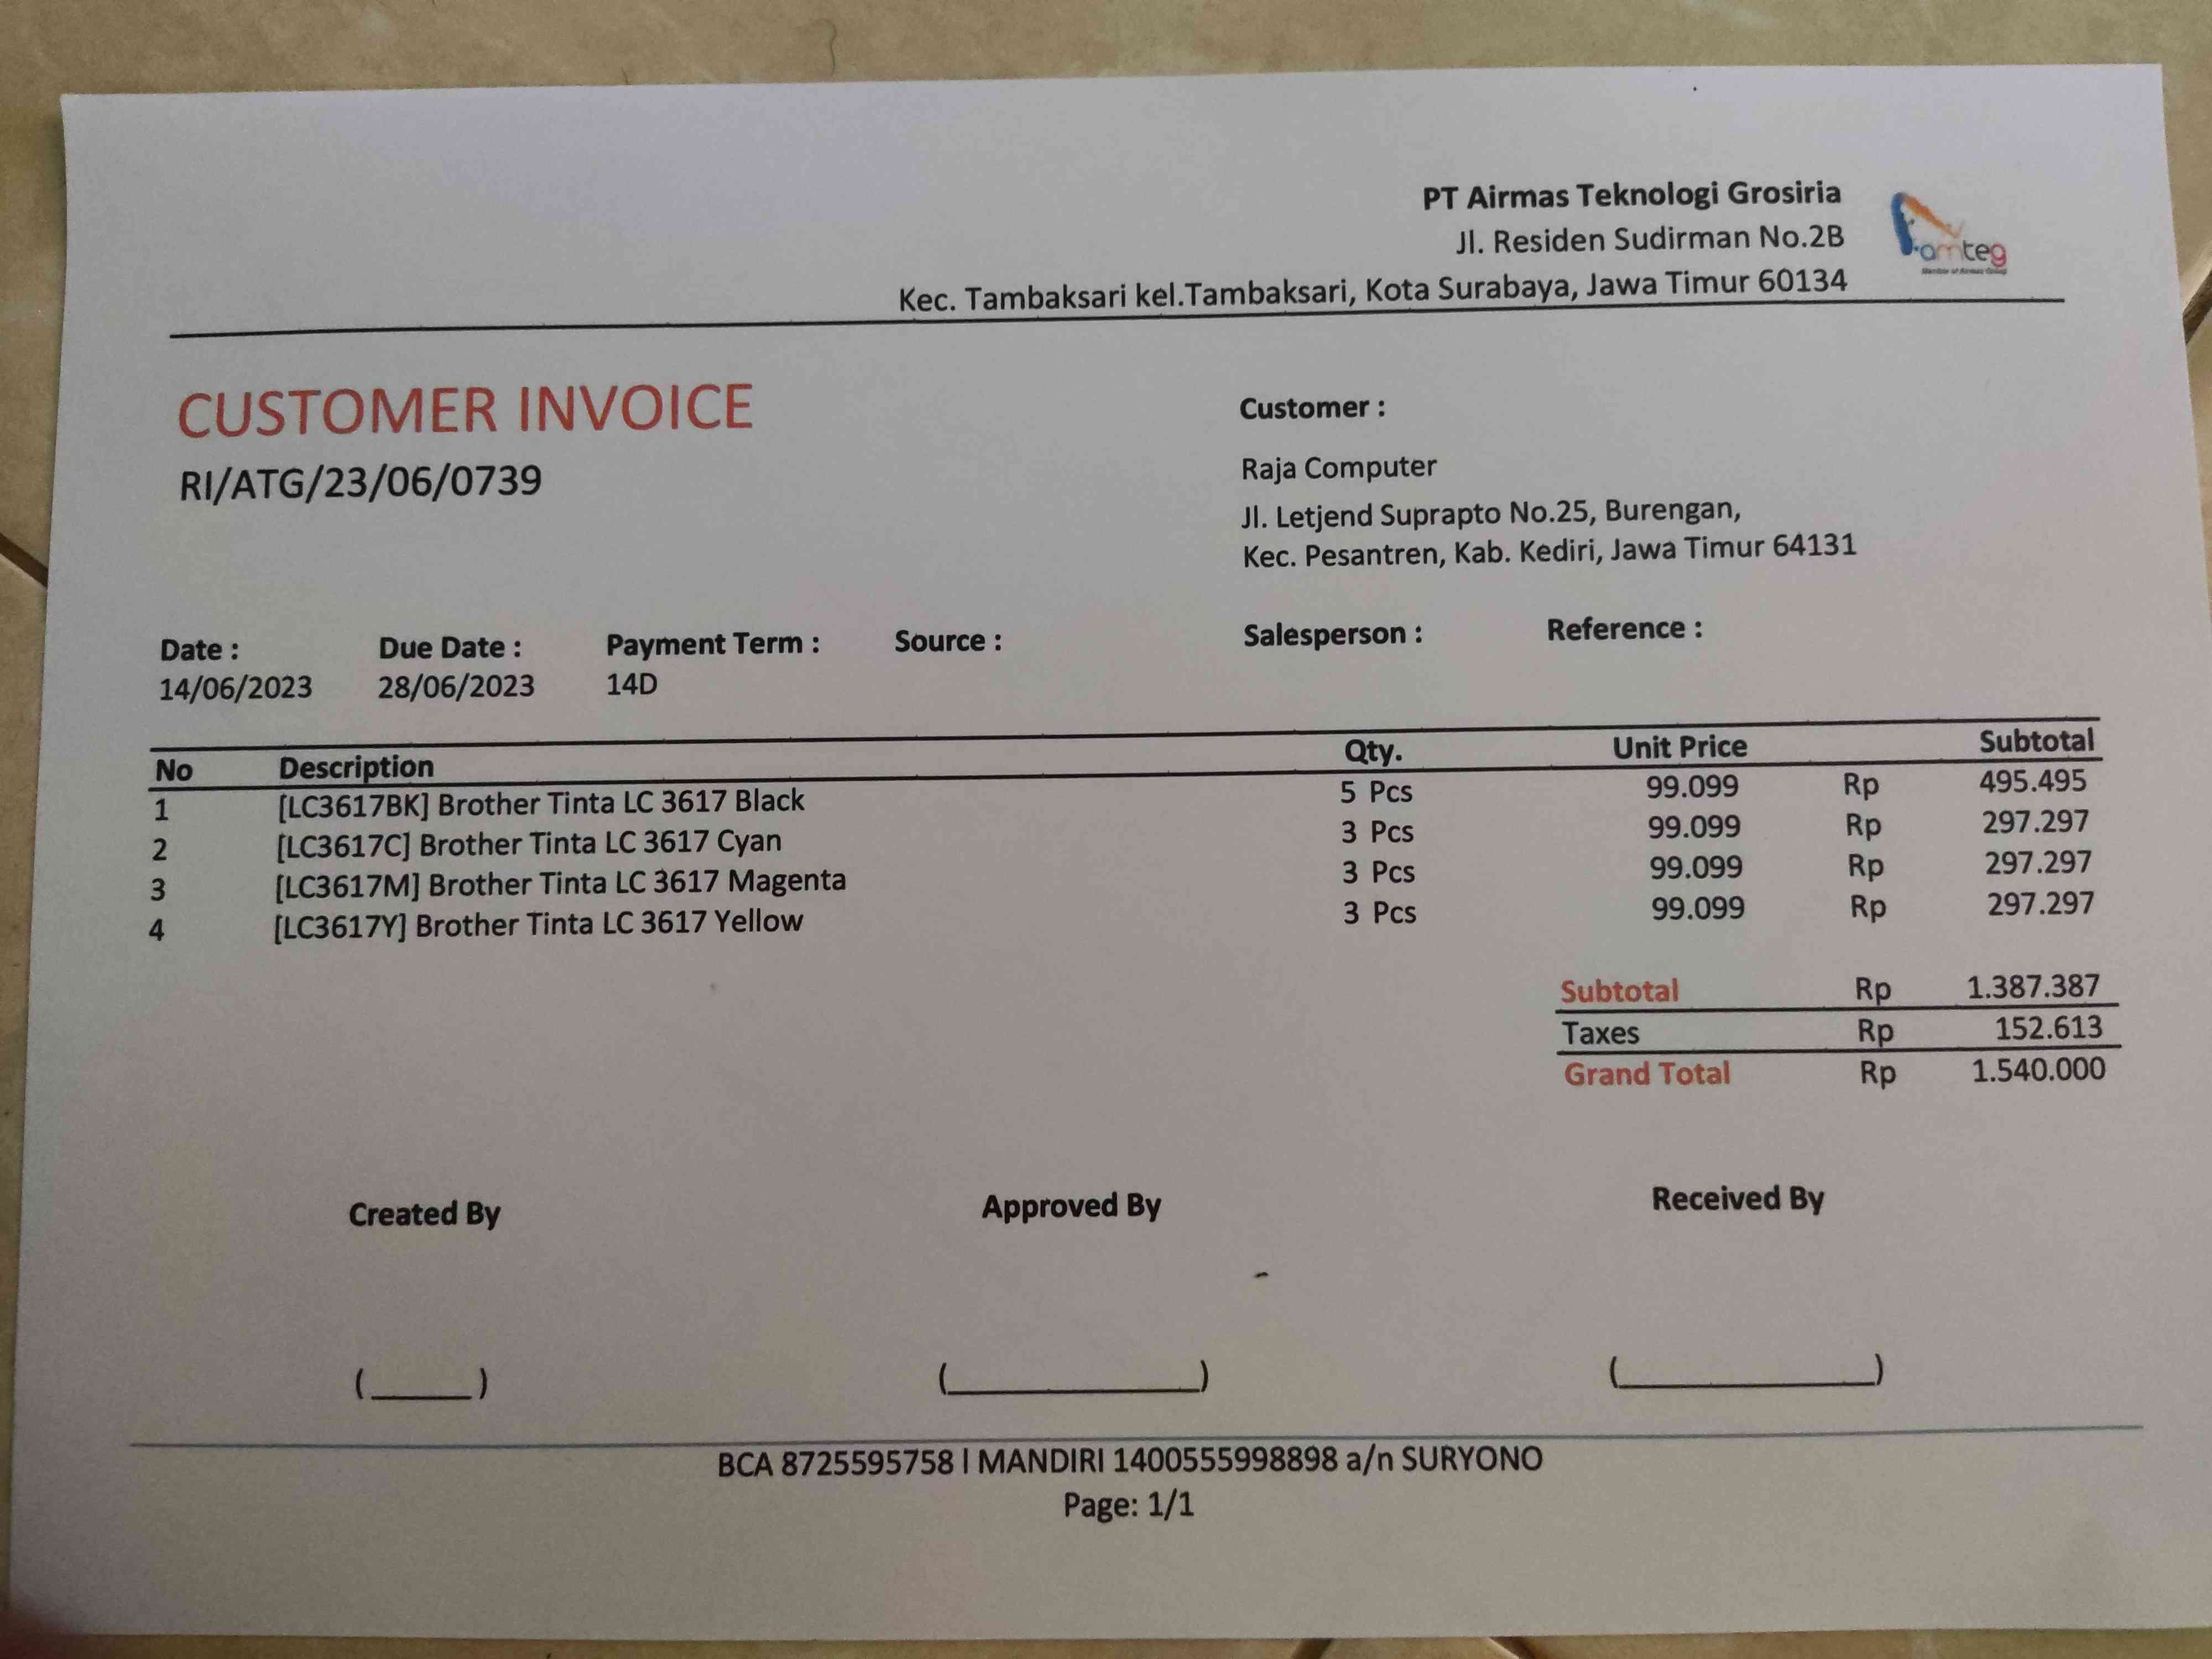 PT Airmas Teknologi Grosiria
Jl. Residen Sudirman No.2B
Kec. Tambaksari kel.Tambaksari, Kota Surabaya, Jawa Timur 60134
amteg
Member of Airmas Group
CUSTOMER INVOICE
RI/ATG/23/06/0739
Customer :
Raja Computer
Jl. Letjend Suprapto No.25, Burengan,
Kec. Pesantren, Kab. Kediri, Jawa Timur 64131
Date : Due Date : Payment Term : Source : Salesperson : Reference :
14/06/2023 28/06/2023 14D
No Description Qty. Unit Price Subtotal
1 [LC3617BK] Brother Tinta LC 3617 Black 5 Pcs 99.099 Rp 495.495
2 [LC3617C] Brother Tinta LC 3617 Cyan 3 Pcs 99.099 Rp 297.297
3 [LC3617M] Brother Tinta LC 3617 Magenta 3 Pcs 99.099 Rp 297.297
4 [LC3617Y] Brother Tinta LC 3617 Yellow 3 Pcs 99.099 Rp 297.297
Subtotal Rp 1.387.387
Taxes Rp 152.613
Grand Total Rp 1.540.000
Created By Approved By Received By
(_____) (__________) (__________)
BCA 8725595758 | MANDIRI 1400555998898 a/n SURYONO
Page: 1/1